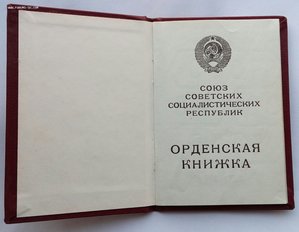 СОЮЗ
СОВЕТСКИХ
СОЦИАЛИСТИЧЕСКИХ
РЕСПУБЛИК
ОРДЕНСКАЯ
КНИЖКА